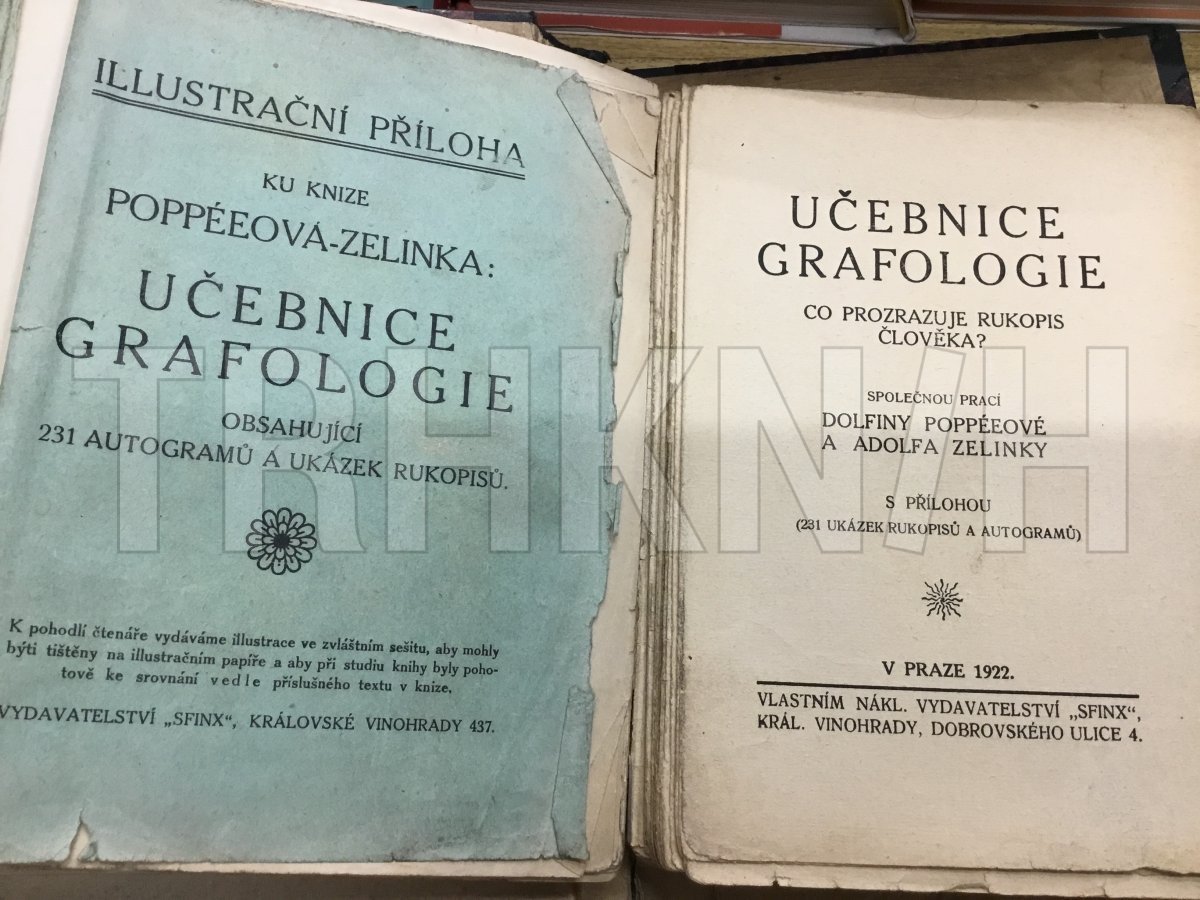 ILLUSTRAČNÍ PŘÍLOHA
KU KNIZE
POPPÉEOVÁ-ZELINKA:
UČEBNICE
GRAFOLOGIE
OBSAHUJÍCÍ
231 AUTOGRAMŮ A UKÁZEK RUKOPISŮ.
K pohodlí čtenáře vydáváme illustrace ve zvláštním sešitu, aby mohly
býti tištěny na illustračním papíře a aby při studiu knihy byly poho-
tově ke srovnání vedle příslušného textu v knize.
VYDAVATELSTVÍ „SFINX“, KRÁLOVSKÉ VINOHRADY 437.
UČEBNICE
GRAFOLOGIE
CO PROZRAZUJE RUKOPIS
ČLOVĚKA?
SPOLEČNOU PRACÍ
DOLFINY POPPÉEOVÉ
A ADOLFA ZELINKY
S PŘÍLOHOU
(231 UKÁZEK RUKOPISŮ A AUTOGRAMŮ)
V PRAZE 1922.
VLASTNÍM NÁKL. VYDAVATELSTVÍ „SFINX“,
KRÁL. VINOHRADY, DOBROVSKÉHO ULICE 4.
TRHKNIH